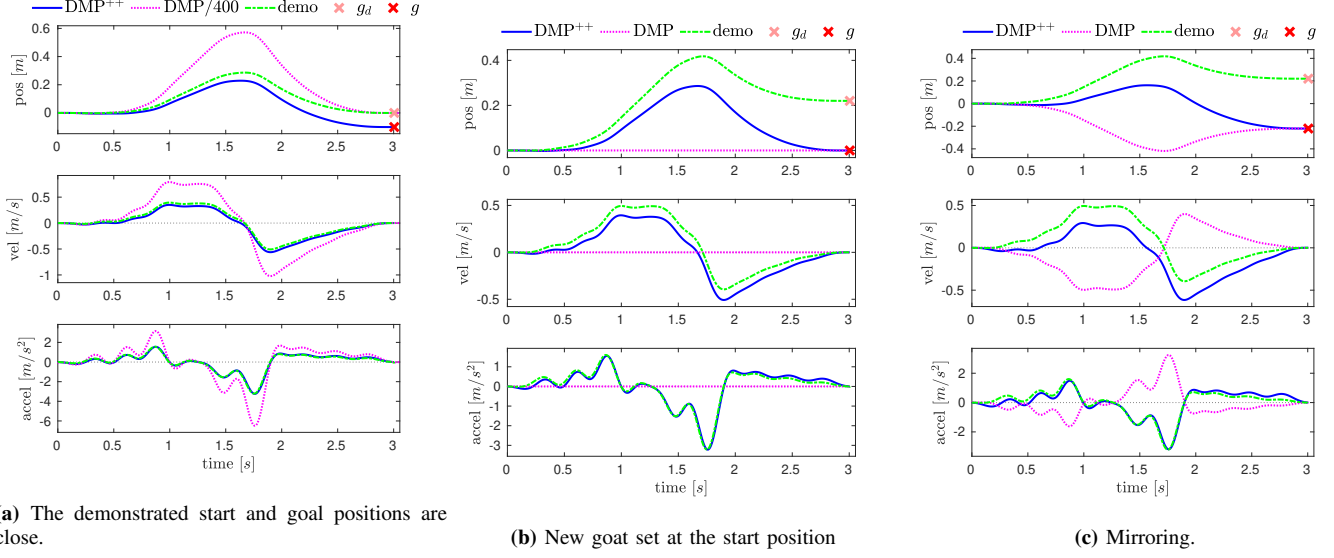 DMP++ DMP/400 demo g_d g
pos [m]
0.6
0.4
0.2
0
0 0.5 1 1.5 2 2.5 3
vel [m/s]
0.5
0
-0.5
-1
0 0.5 1 1.5 2 2.5 3
accel [m/s²]
2
0
-2
-4
-6
0 0.5 1 1.5 2 2.5 3
time [s]
(a) The demonstrated start and goal positions are
close.
DMP++ DMP demo g_d g
pos [m]
0.4
0.2
0
0 0.5 1 1.5 2 2.5 3
vel [m/s]
0.5
0
-0.5
0 0.5 1 1.5 2 2.5 3
accel [m/s²]
1
0
-1
-2
-3
0 0.5 1 1.5 2 2.5 3
time [s]
(b) New goat set at the start position
DMP++ DMP demo g_d g
pos [m]
0.4
0.2
0
-0.2
-0.4
0 0.5 1 1.5 2 2.5 3
vel [m/s]
0.5
0
-0.5
0 0.5 1 1.5 2 2.5 3
accel [m/s²]
2
0
-2
0 0.5 1 1.5 2 2.5 3
time [s]
(c) Mirroring.